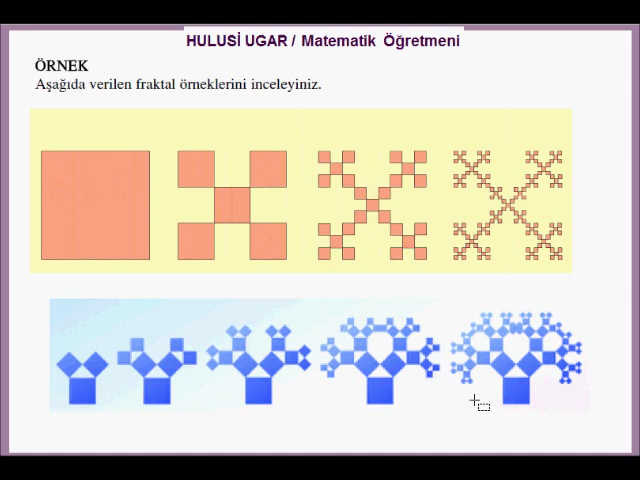 HULUSİ UGAR / Matematik Öğretmeni
ÖRNEK
Aşağıda verilen fraktal örneklerini inceleyiniz.